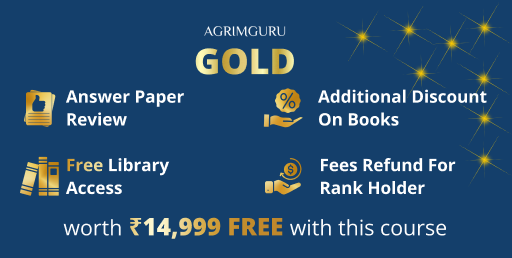 AGRIMGURU
GOLD
Answer Paper
Review
Additional Discount
On Books
Free Library
Access
Fees Refund For
Rank Holder
worth ₹14,999 FREE with this course